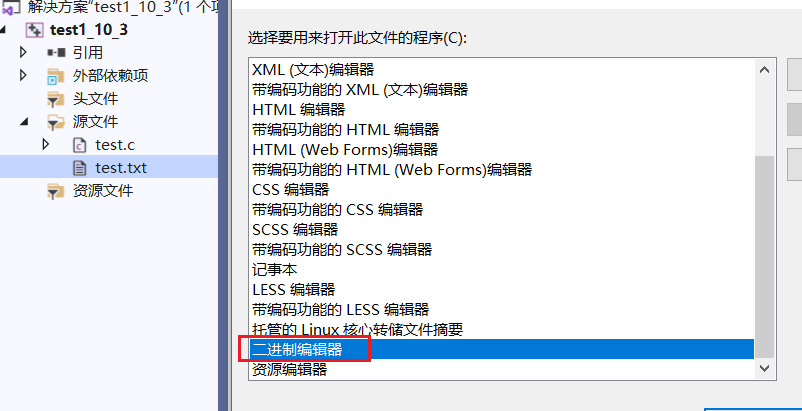 解决方案"test1_10_3"(1 个项
test1_10_3
引用
外部依赖项
头文件
源文件
test.c
test.txt
资源文件
选择要用来打开此文件的程序(C):
XML (文本)编辑器
带编码功能的 XML (文本)编辑器
HTML 编辑器
带编码功能的 HTML 编辑器
HTML (Web Forms)编辑器
带编码功能的 HTML (Web Forms)编辑器
CSS 编辑器
带编码功能的 CSS 编辑器
SCSS 编辑器
带编码功能的 SCSS 编辑器
记事本
LESS 编辑器
带编码功能的 LESS 编辑器
托管的 Linux 核心转储文件摘要
二进制编辑器
资源编辑器